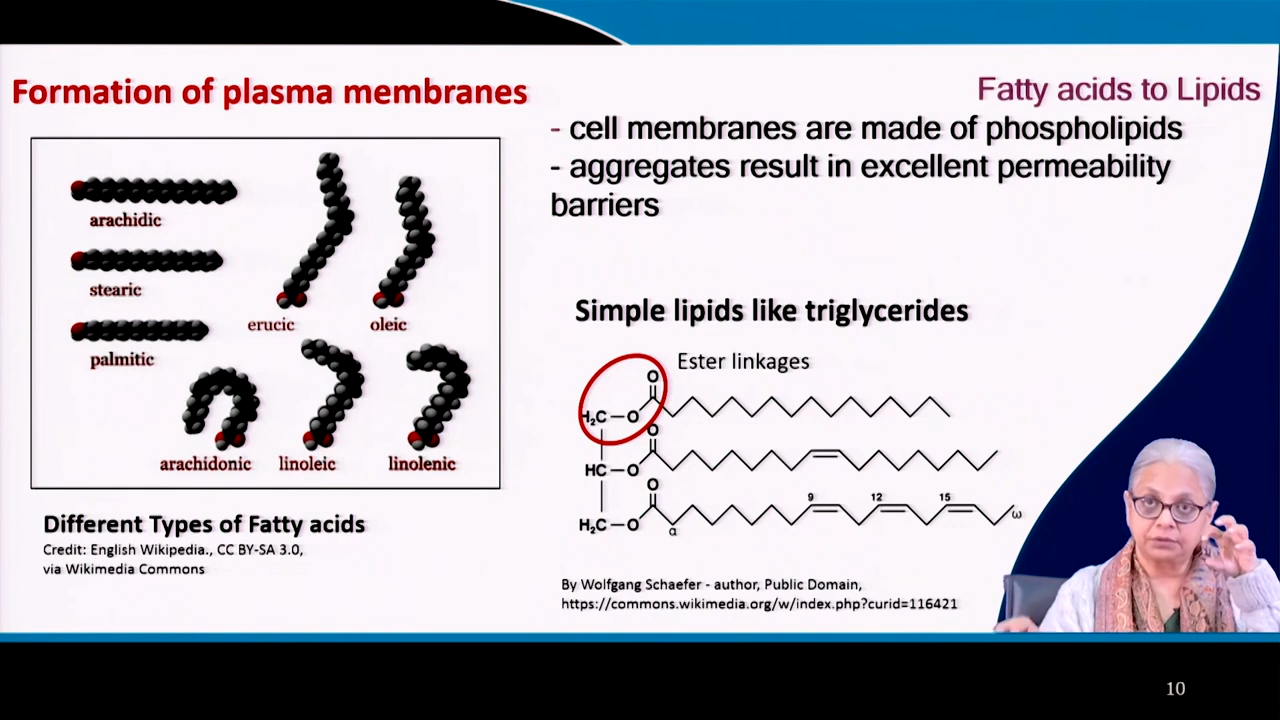 Formation of plasma membranes
Fatty acids to Lipids
- cell membranes are made of phospholipids
- aggregates result in excellent permeability
barriers
arachidic
stearic
palmitic
erucic
oleic
arachidonic
linoleic
linolenic
Different Types of Fatty acids
Credit: English Wikipedia., CC BY-SA 3.0,
via Wikimedia Commons
Simple lipids like triglycerides
Ester linkages
O
H₂C—O
O
HC—O
O
9 12 15
H₂C—O
α
ω
By Wolfgang Schaefer - author, Public Domain,
https://commons.wikimedia.org/w/index.php?curid=116421
10